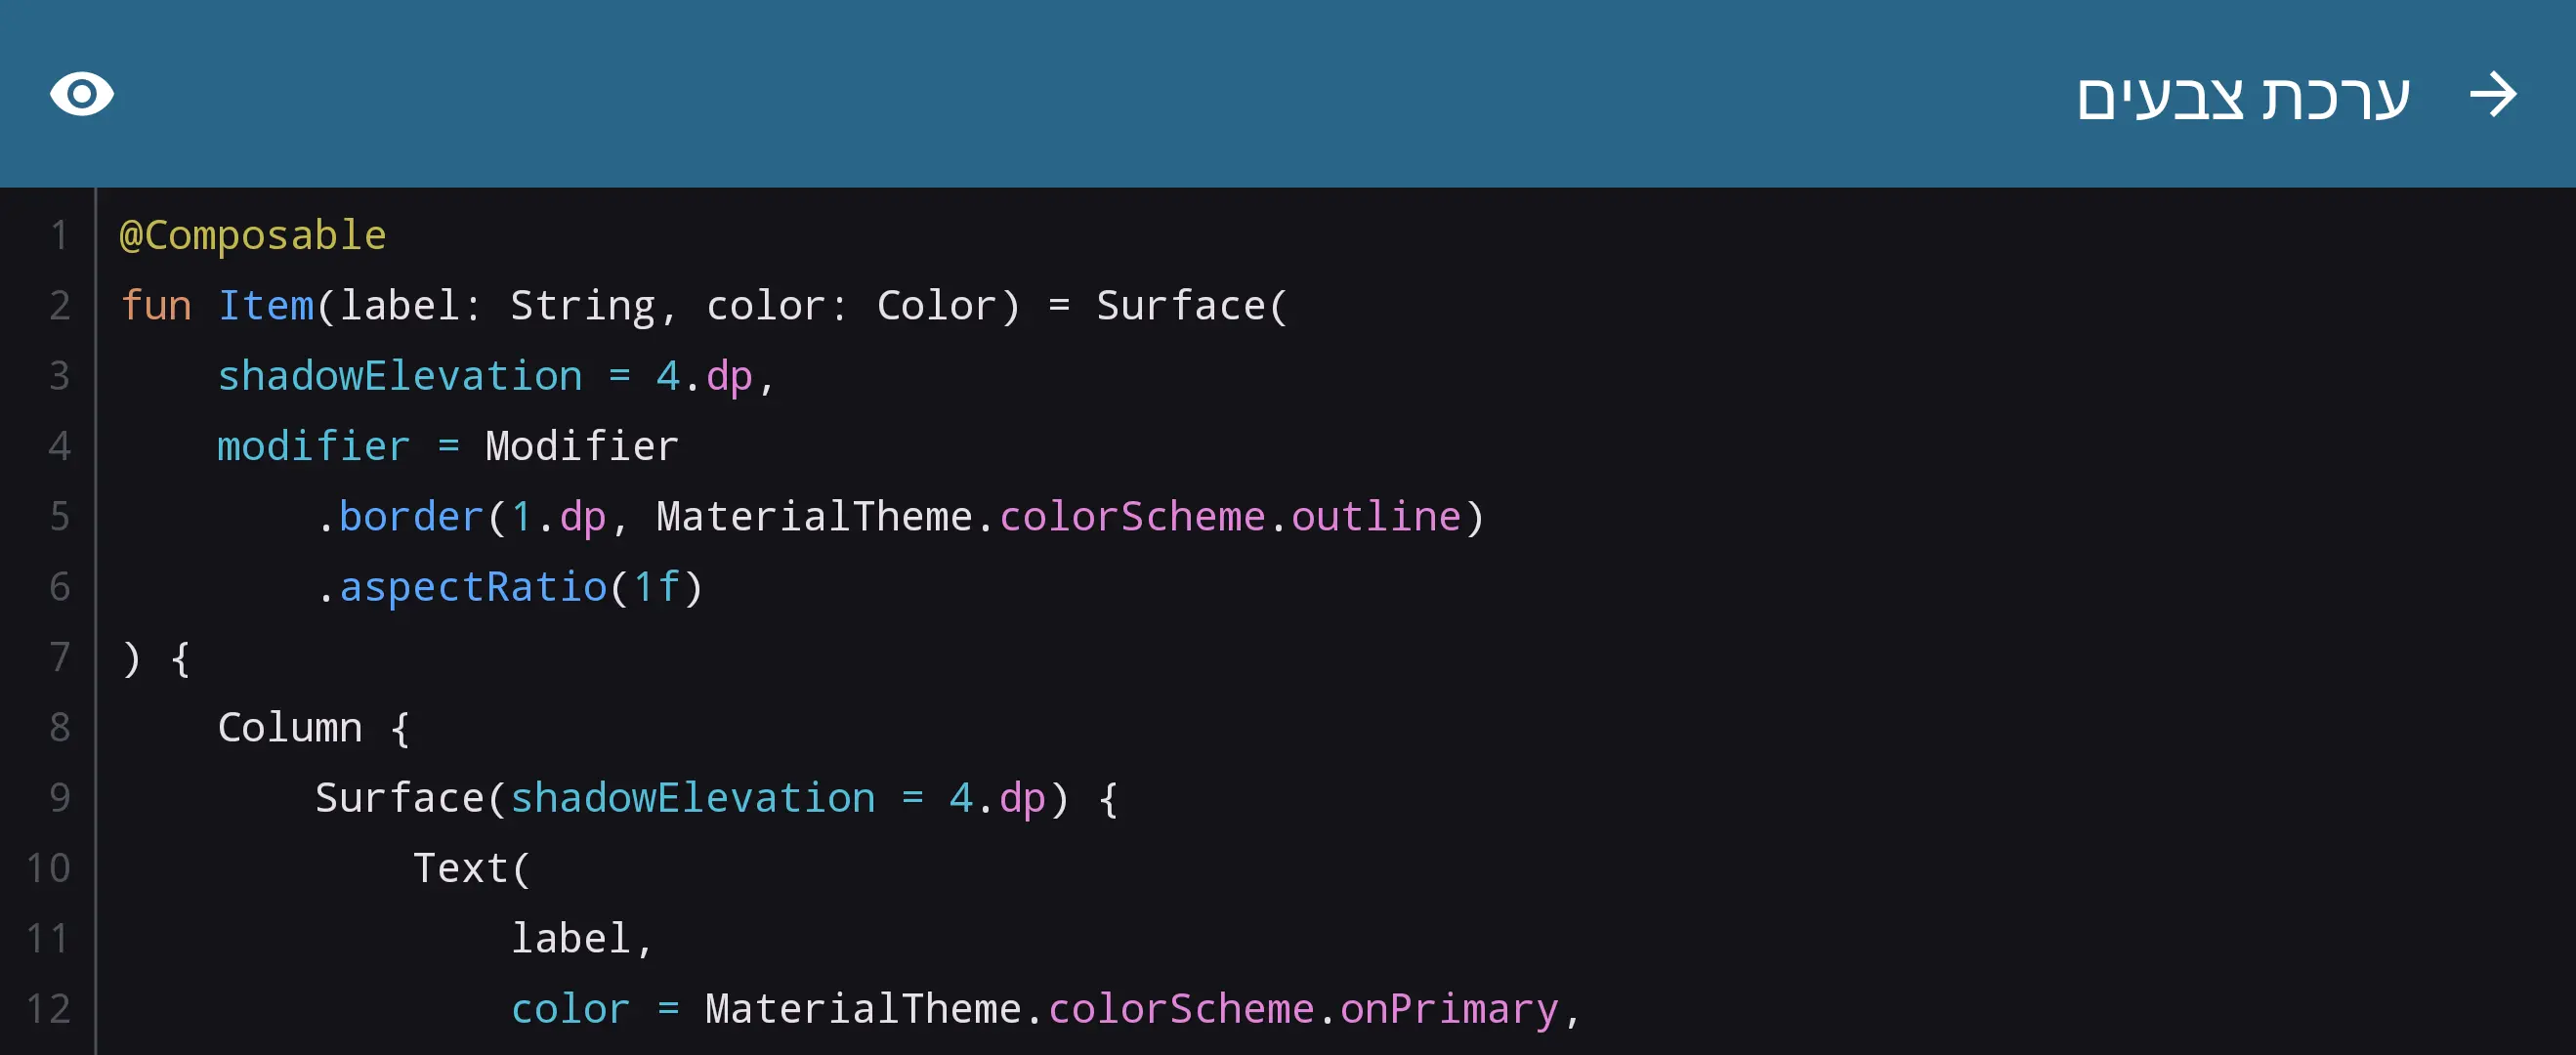 ערכת צבעים
1 @Composable
2 fun Item(label: String, color: Color) = Surface(
3     shadowElevation = 4.dp,
4     modifier = Modifier
5         .border(1.dp, MaterialTheme.colorScheme.outline)
6         .aspectRatio(1f)
7 ) {
8     Column {
9         Surface(shadowElevation = 4.dp) {
10             Text(
11                 label,
12                 color = MaterialTheme.colorScheme.onPrimary,